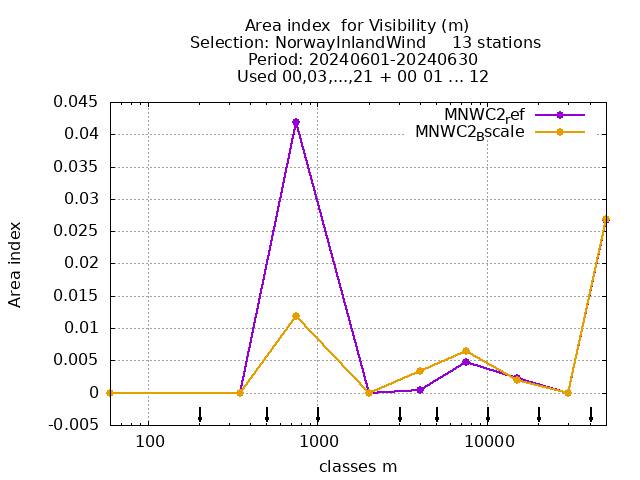 Area index  for Visibility (m)
Selection: NorwayInlandWind     13 stations
Period: 20240601-20240630
Used 00,03,...,21 + 00 01 ... 12
MNWC2ref
MNWC2Bscale
0.045
0.04
0.035
0.03
0.025
0.02
0.015
0.01
0.005
0
-0.005
Area index
100
1000
10000
classes m